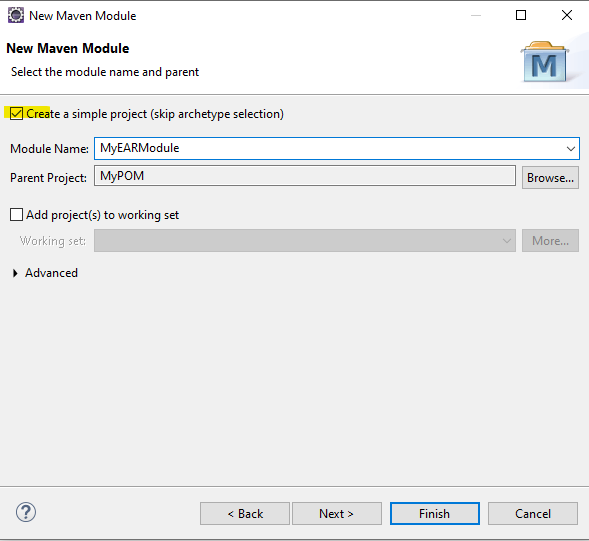 New Maven Module
New Maven Module
Select the module name and parent
M
Create a simple project (skip archetype selection)
Module Name: MyEARModule
Parent Project: MyPOM Browse...
Add project(s) to working set
Working set: More...
Advanced
? < Back Next > Finish Cancel